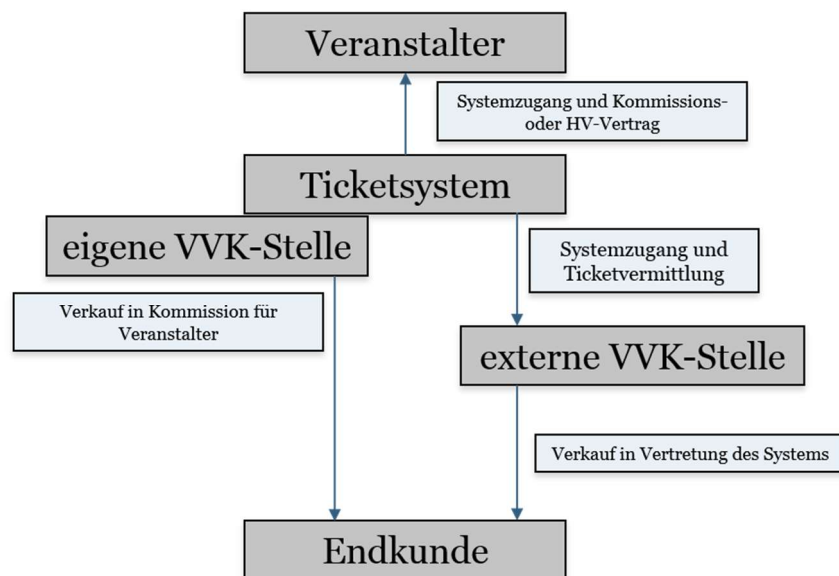 Veranstalter
Systemzugang und Kommissions-
oder HV-Vertrag
Ticketsystem
eigene VVK-Stelle
Systemzugang und
Ticketvermittlung
Verkauf in Kommission für
Veranstalter
externe VVK-Stelle
Verkauf in Vertretung des Systems
Endkunde